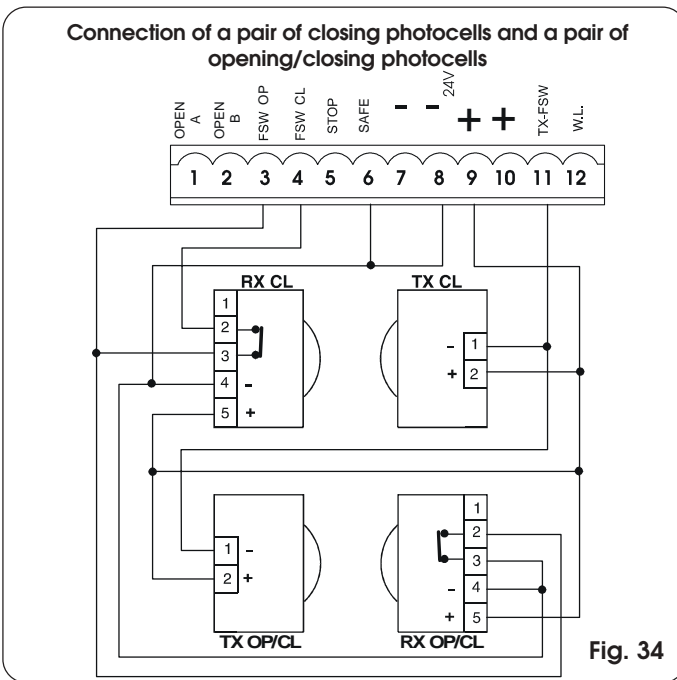 Connection of a pair of closing photocells and a pair of
opening/closing photocells
OPEN A
OPEN B
FSW OP
FSW CL
STOP
SAFE
-
-
24V
+
+
TX-FSW
W.L.
1 2 3 4 5 6 7 8 9 10 11 12
RX CL
1
2
3
4 -
5 +
TX CL
- 1
+ 2
1 -
2 +
TX OP/CL
1
2
3
- 4
+ 5
RX OP/CL
Fig. 34